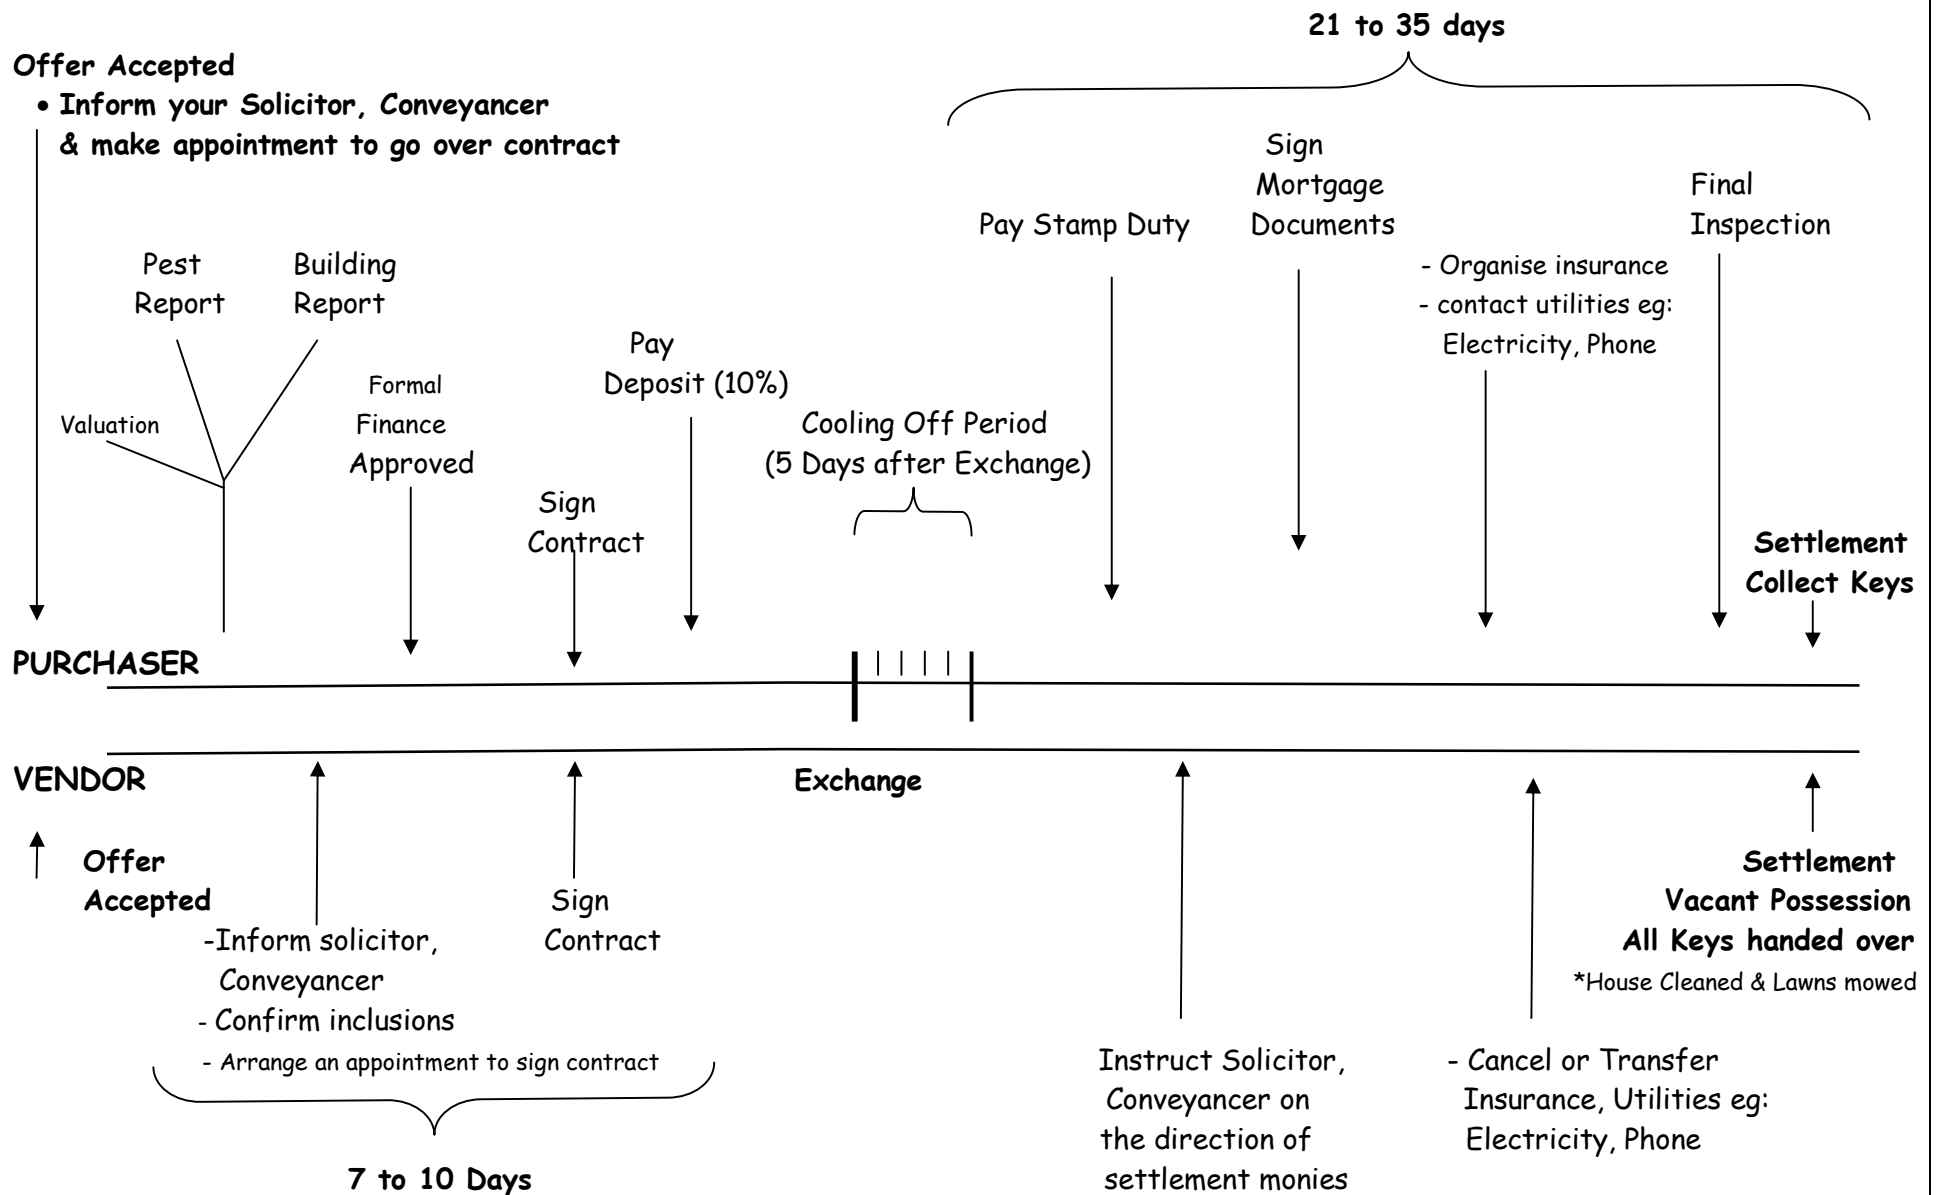 21 to 35 days
Offer Accepted
• Inform your Solicitor, Conveyancer
& make appointment to go over contract
Sign
Mortgage
Documents
Final
Inspection
Pay Stamp Duty
- Organise insurance
- contact utilities eg:
Electricity, Phone
Pest
Report
Building
Report
Valuation
Formal
Finance
Approved
Pay
Deposit (10%)
Cooling Off Period
(5 Days after Exchange)
Sign
Contract
Settlement
Collect Keys
PURCHASER
VENDOR
Exchange
Offer
Accepted
-Inform solicitor,
Conveyancer
- Confirm inclusions
- Arrange an appointment to sign contract
Sign
Contract
7 to 10 Days
Instruct Solicitor,
Conveyancer on
the direction of
settlement monies
- Cancel or Transfer
Insurance, Utilities eg:
Electricity, Phone
Settlement
Vacant Possession
All Keys handed over
*House Cleaned & Lawns mowed